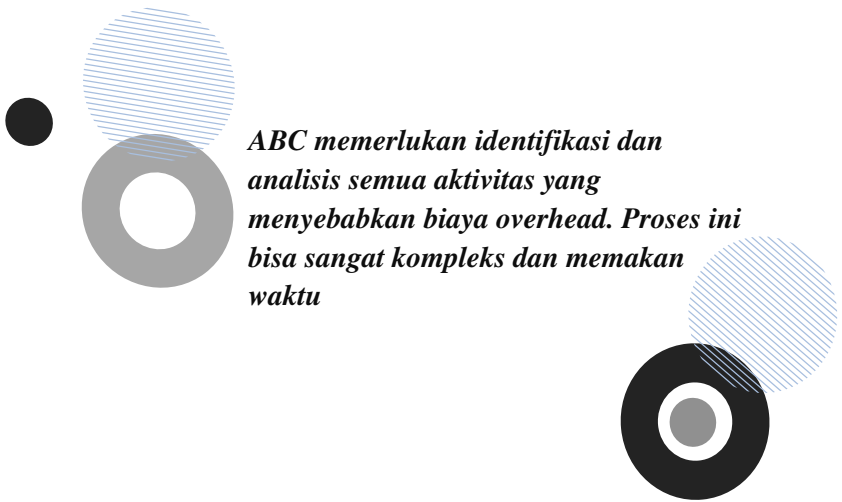 ABC memerlukan identifikasi dan
analisis semua aktivitas yang
menyebabkan biaya overhead. Proses ini
bisa sangat kompleks dan memakan
waktu